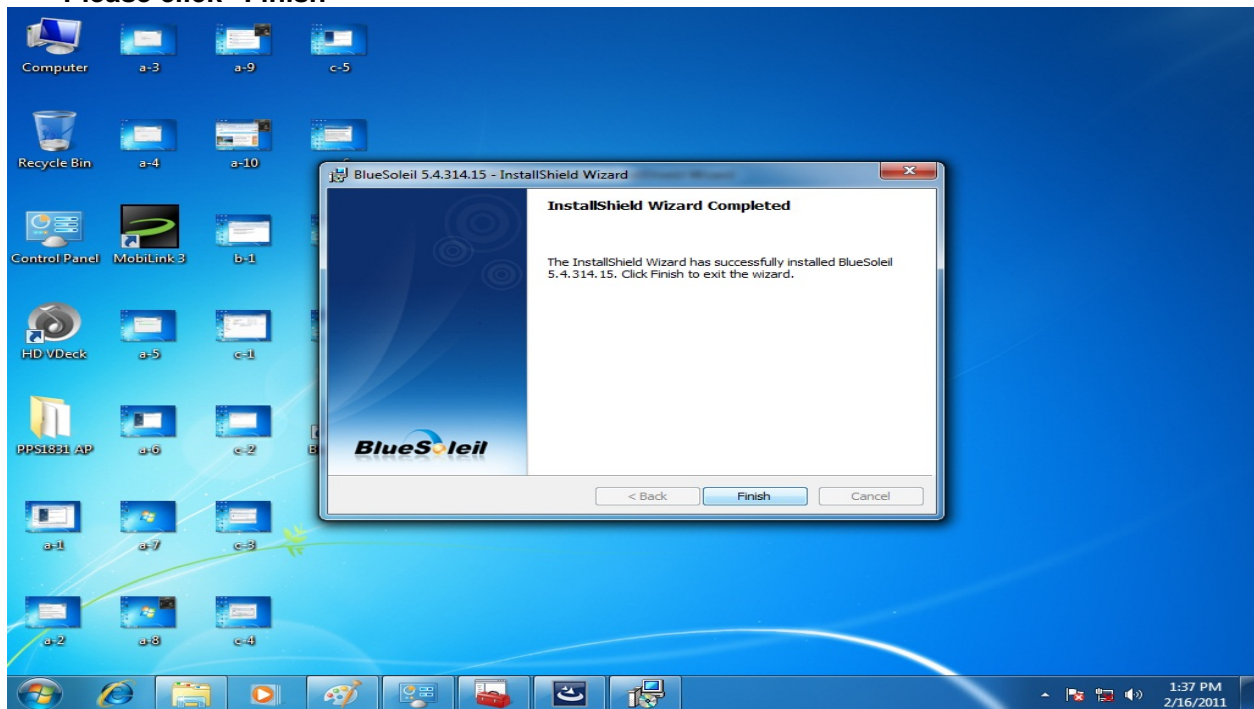 Please click "Finish"
Computer
a-3
a-9
c-5
Recycle Bin
a-4
a-10
BlueSoleil 5.4.314.15 - InstallShield Wizard
InstallShield Wizard Completed
The InstallShield Wizard has successfully installed BlueSoleil
5.4.314.15. Click Finish to exit the wizard.
Control Panel
MobiLink 3
b-1
HD VDeck
a-5
c-1
PPS1831 AP
a-6
c-2
BlueSoleil
< Back
Finish
Cancel
a-1
a-7
c-3
a-2
a-8
c-4
1:37 PM
2/16/2011